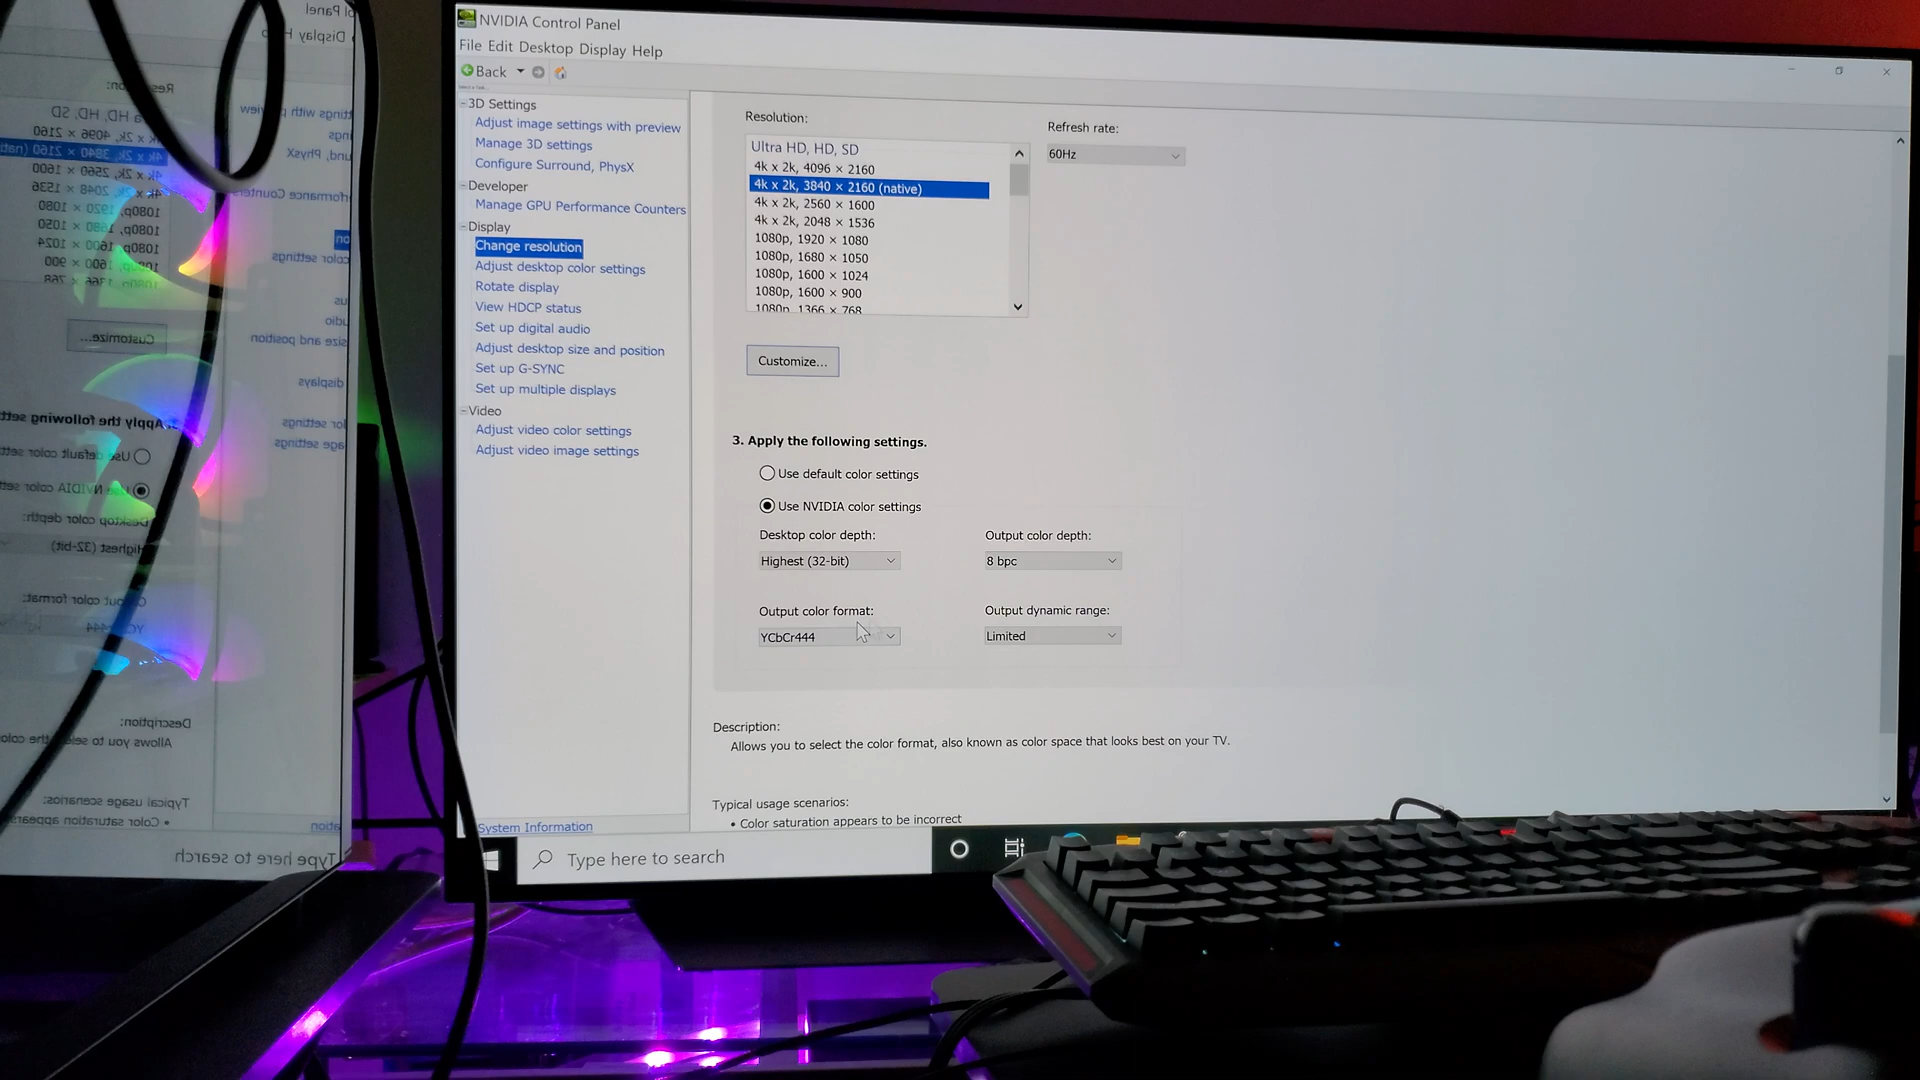 NVIDIA Control Panel
File Edit Desktop Display Help
Back
3D Settings
Adjust image settings with preview
Manage 3D settings
Configure Surround, PhysX
Developer
Manage GPU Performance Counters
Display
Change resolution
Adjust desktop color settings
Rotate display
View HDCP status
Set up digital audio
Adjust desktop size and position
Set up G-SYNC
Set up multiple displays
Video
Adjust video color settings
Adjust video image settings
System Information
Resolution:
Ultra HD, HD, SD
4k x 2k, 4096 × 2160
4k x 2k, 3840 × 2160 (native)
4k x 2k, 2560 × 1600
4k x 2k, 2048 × 1536
1080p, 1920 × 1080
1080p, 1680 × 1050
1080p, 1600 × 1024
1080p, 1600 × 900
1080p, 1366 × 768
Refresh rate:
60Hz
Customize...
3. Apply the following settings.
Use default color settings
Use NVIDIA color settings
Desktop color depth:
Highest (32-bit)
Output color depth:
8 bpc
Output color format:
YCbCr444
Output dynamic range:
Limited
Description:
Allows you to select the color format, also known as color space that looks best on your TV.
Typical usage scenarios:
• Color saturation appears to be incorrect
Type here to search